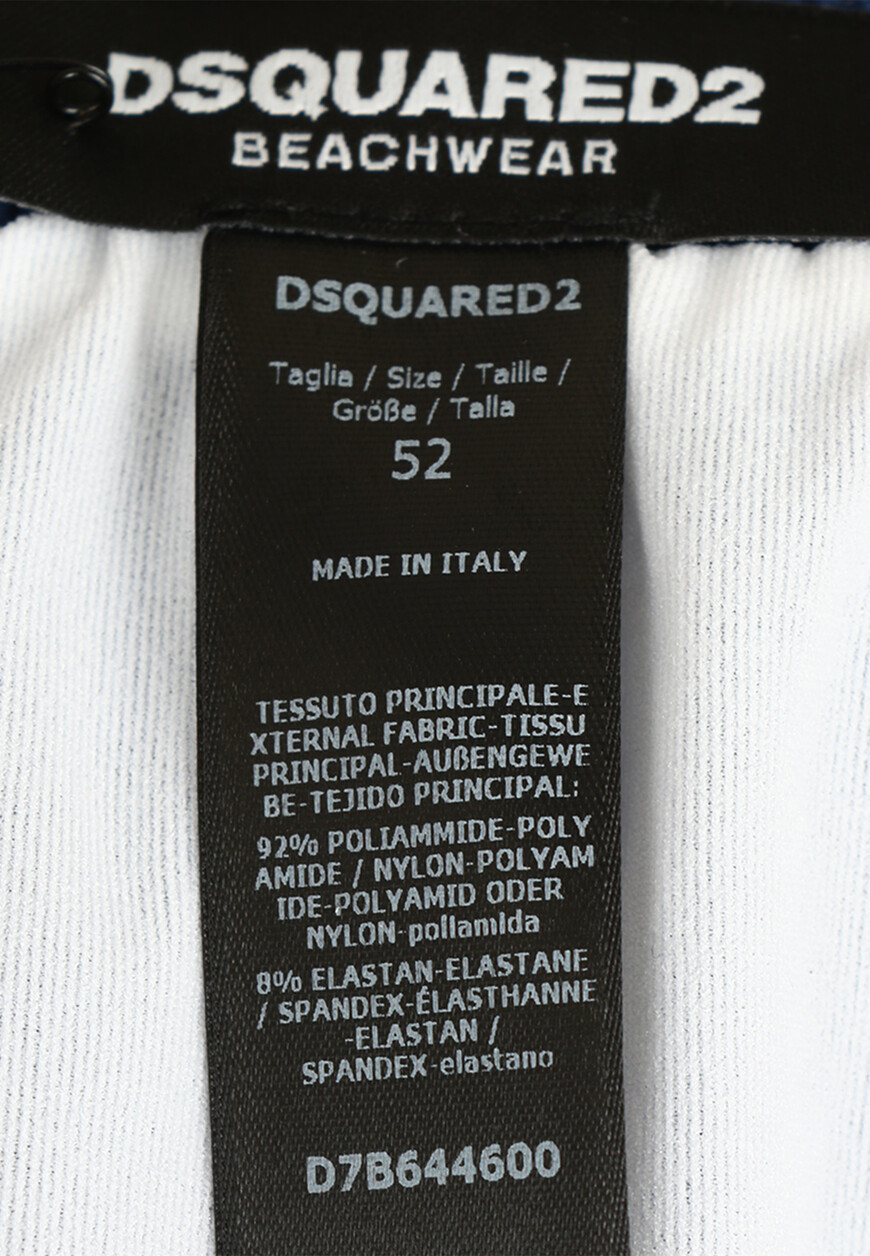 DSQUARED2
BEACHWEAR
DSQUARED2
Taglia / Size / Taille /
Größe / Talla
52
MADE IN ITALY
TESSUTO PRINCIPALE-E
XTERNAL FABRIC-TISSU
PRINCIPAL-AUßENGEWE
BE-TEJIDO PRINCIPAL:
92% POLIAMMIDE-POLY
AMIDE / NYLON-POLYAM
IDE-POLYAMID ODER
NYLON-poliamida
8% ELASTAN-ELASTANE
/ SPANDEX-ÉLASTHANNE
-ELASTAN /
SPANDEX-elastano
D7B644600